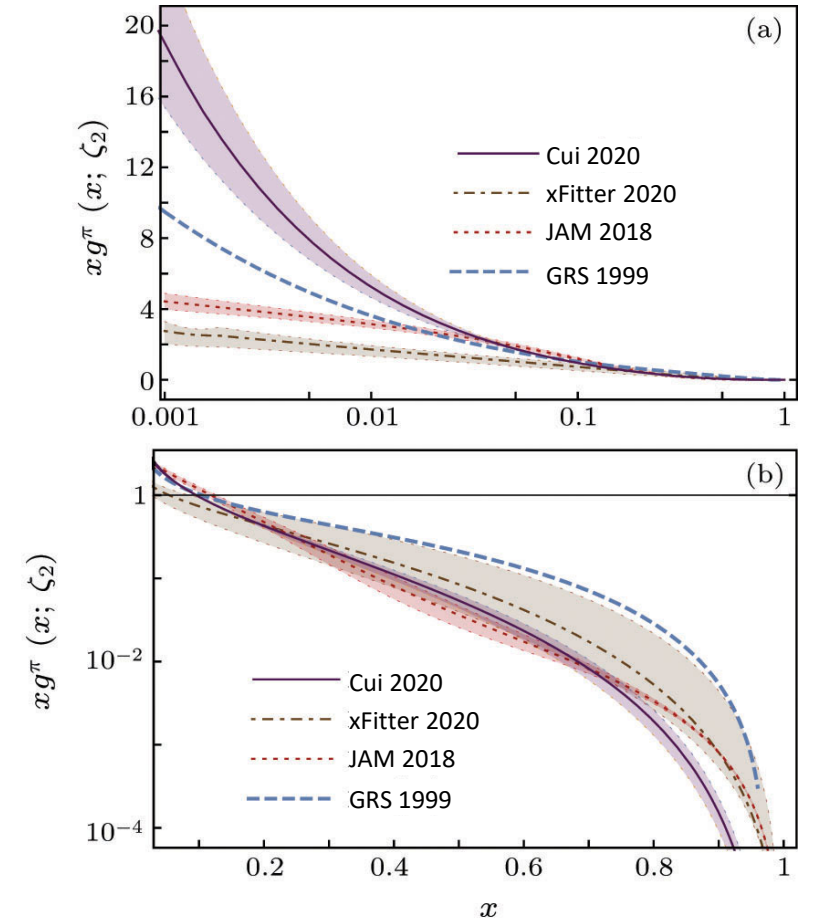 (a)
20
16
12
8
4
0
xg^π (x; ζ₂)
Cui 2020
xFitter 2020
JAM 2018
GRS 1999
0.001 0.01 0.1 1
(b)
1
10⁻²
10⁻⁴
xg^π (x; ζ₂)
Cui 2020
xFitter 2020
JAM 2018
GRS 1999
0.2 0.4 0.6 0.8 1
x